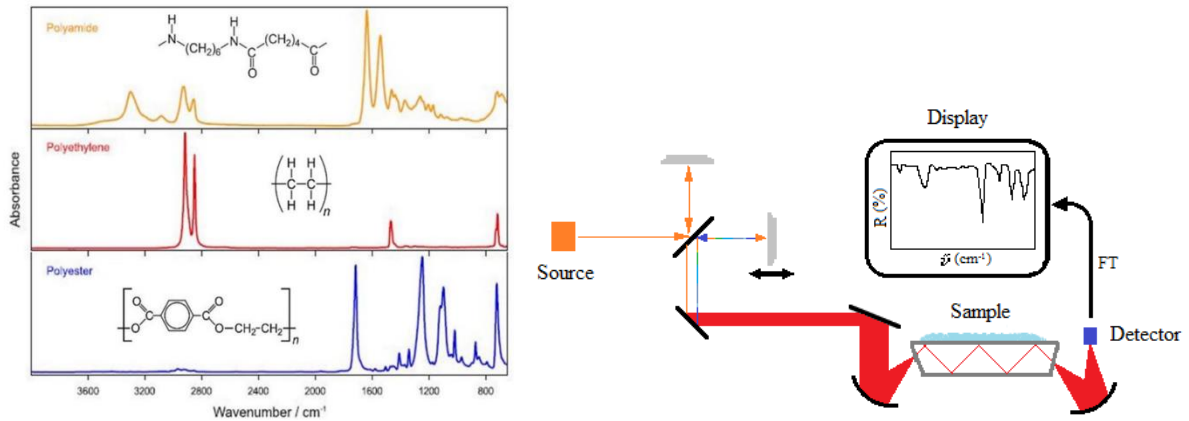 Polyamide
H
N
(CH₂)₆
H
N
O
(CH₂)₄
O
Polyethylene
H H
C C
H H
n
Polyester
O
O
O
O
CH₂-CH₂
n
Absorbance
3600 3200 2800 2400 2000 1600 1200 800
Wavenumber / cm⁻¹
Source
Display
R (%)
ῡ (cm⁻¹)
FT
Sample
Detector